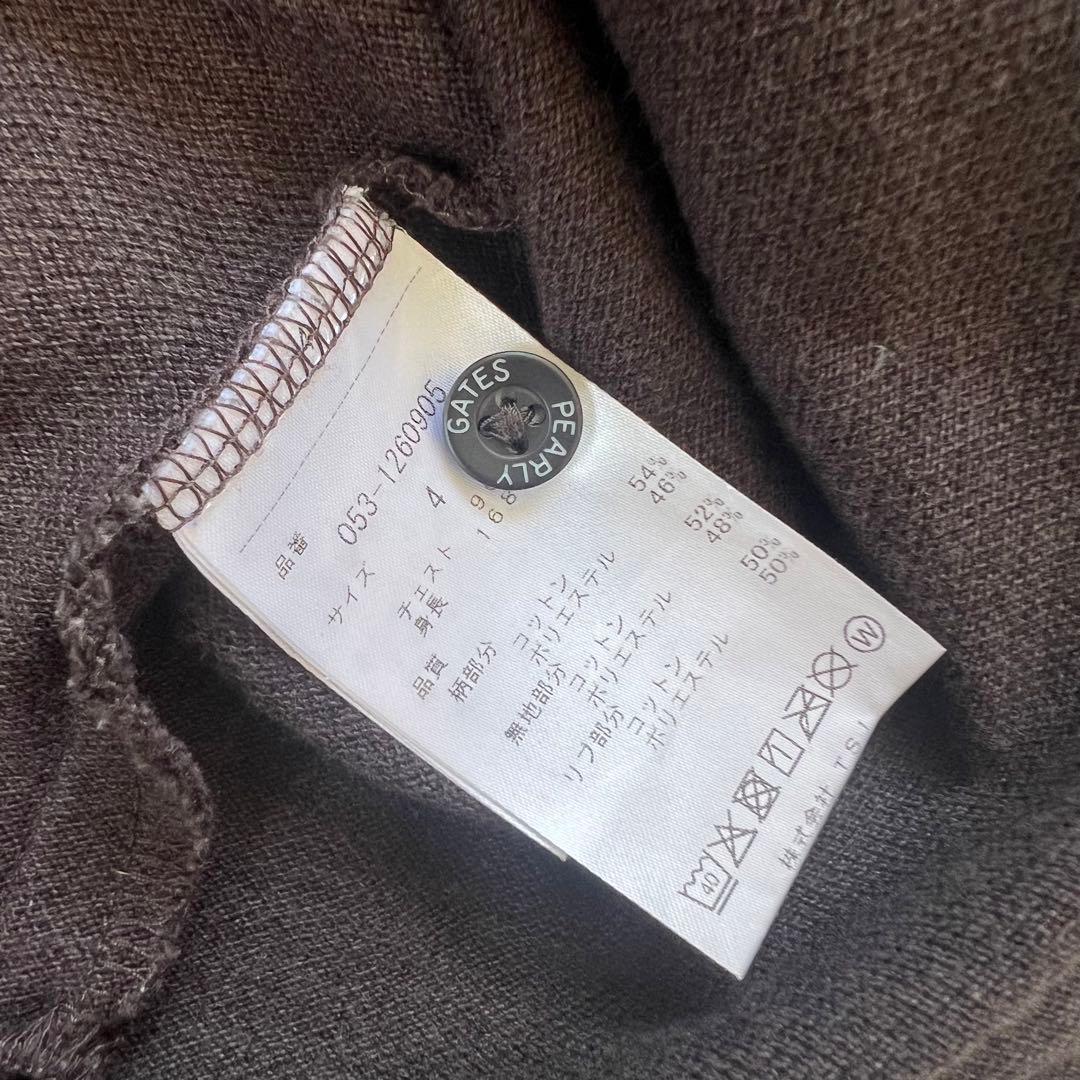 品番 053-1260905
サイズ 4
チェスト 9
身長 168
品質
柄部分 コットン 54%
ポリエステル 46%
無地部分 コットン 52%
ポリエステル 48%
リブ部分 コットン 50%
ポリエステル 50%
40 W
株式会社 TSI
PEARLY GATES